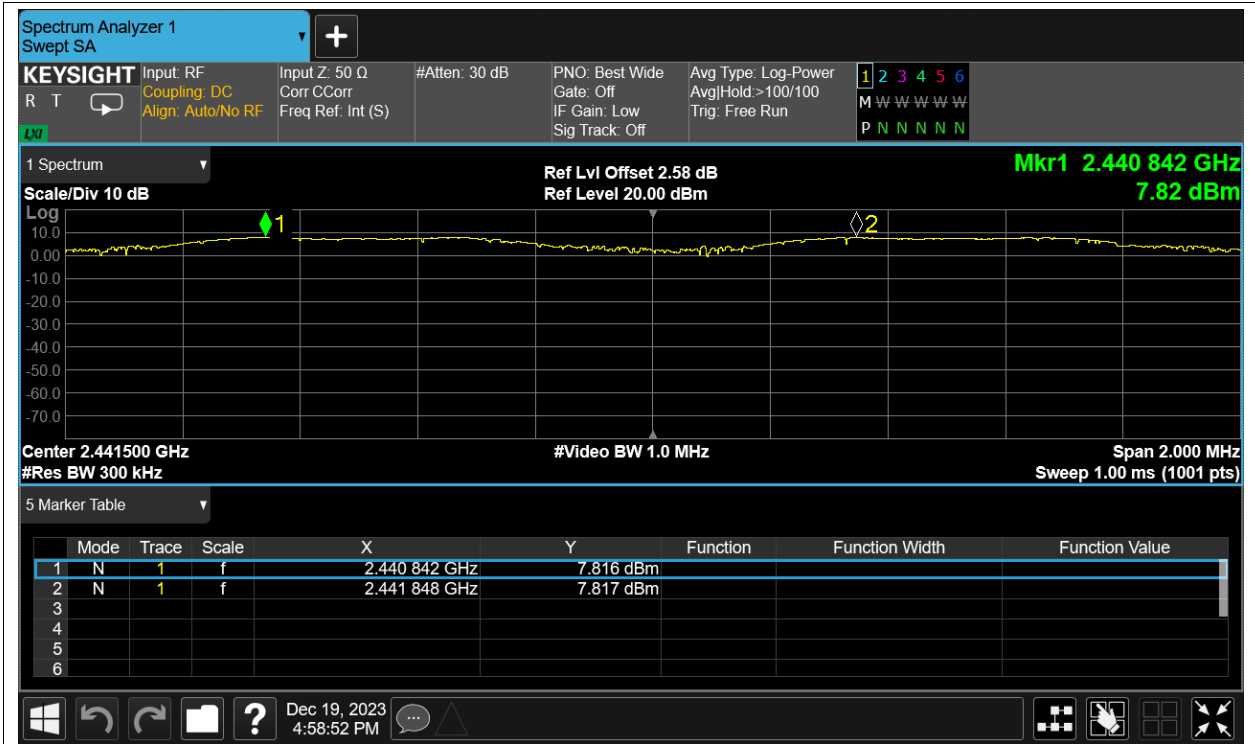 Spectrum Analyzer 1
Swept SA
KEYSIGHT Input: RF Input Z: 50 Ω #Atten: 30 dB PNO: Best Wide Avg Type: Log-Power 1 2 3 4 5 6
R T Coupling: DC Corr CCorr Gate: Off Avg|Hold:>100/100 M W W W W W
Align: Auto/No RF Freq Ref: Int (S) IF Gain: Low Trig: Free Run
LXI Sig Track: Off P N N N N N
1 Spectrum Ref Lvl Offset 2.58 dB Mkr1 2.440 842 GHz
Scale/Div 10 dB Ref Level 20.00 dBm 7.82 dBm
Log
1 2
10.0
0.00
-10.0
-20.0
-30.0
-40.0
-50.0
-60.0
-70.0
Center 2.441500 GHz #Video BW 1.0 MHz Span 2.000 MHz
#Res BW 300 kHz Sweep 1.00 ms (1001 pts)
5 Marker Table
Mode Trace Scale X Y Function Function Width Function Value
1 N 1 f 2.440 842 GHz 7.816 dBm
2 N 1 f 2.441 848 GHz 7.817 dBm
3
4
5
6
? Dec 19, 2023
4:58:52 PM